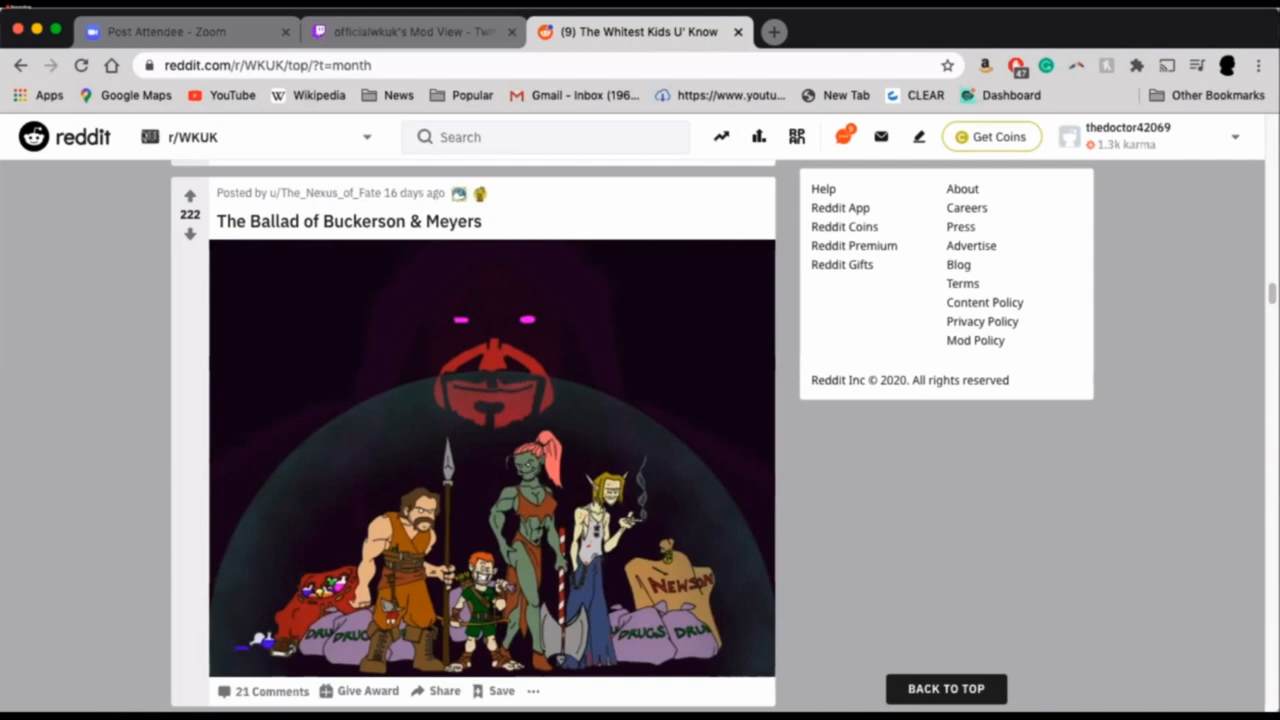 Post Attendee - Zoom
officialwkuk's Mod View - Twi
(9) The Whitest Kids U' Know
reddit.com/r/WKUK/top/?t=month
47
Apps
Google Maps
YouTube
Wikipedia
News
Popular
Gmail - Inbox (196...
https://www.youtu...
New Tab
CLEAR
Dashboard
Other Bookmarks
reddit
r/WKUK
Search
Get Coins
thedoctor42069
1.3k karma
Posted by u/The_Nexus_of_Fate 16 days ago
222
The Ballad of Buckerson & Meyers
NEWSON
DRU
DRUG
DRUGS
DRU
21 Comments
Give Award
Share
Save
Help
Reddit App
Reddit Coins
Reddit Premium
Reddit Gifts
About
Careers
Press
Advertise
Blog
Terms
Content Policy
Privacy Policy
Mod Policy
Reddit Inc © 2020. All rights reserved
BACK TO TOP